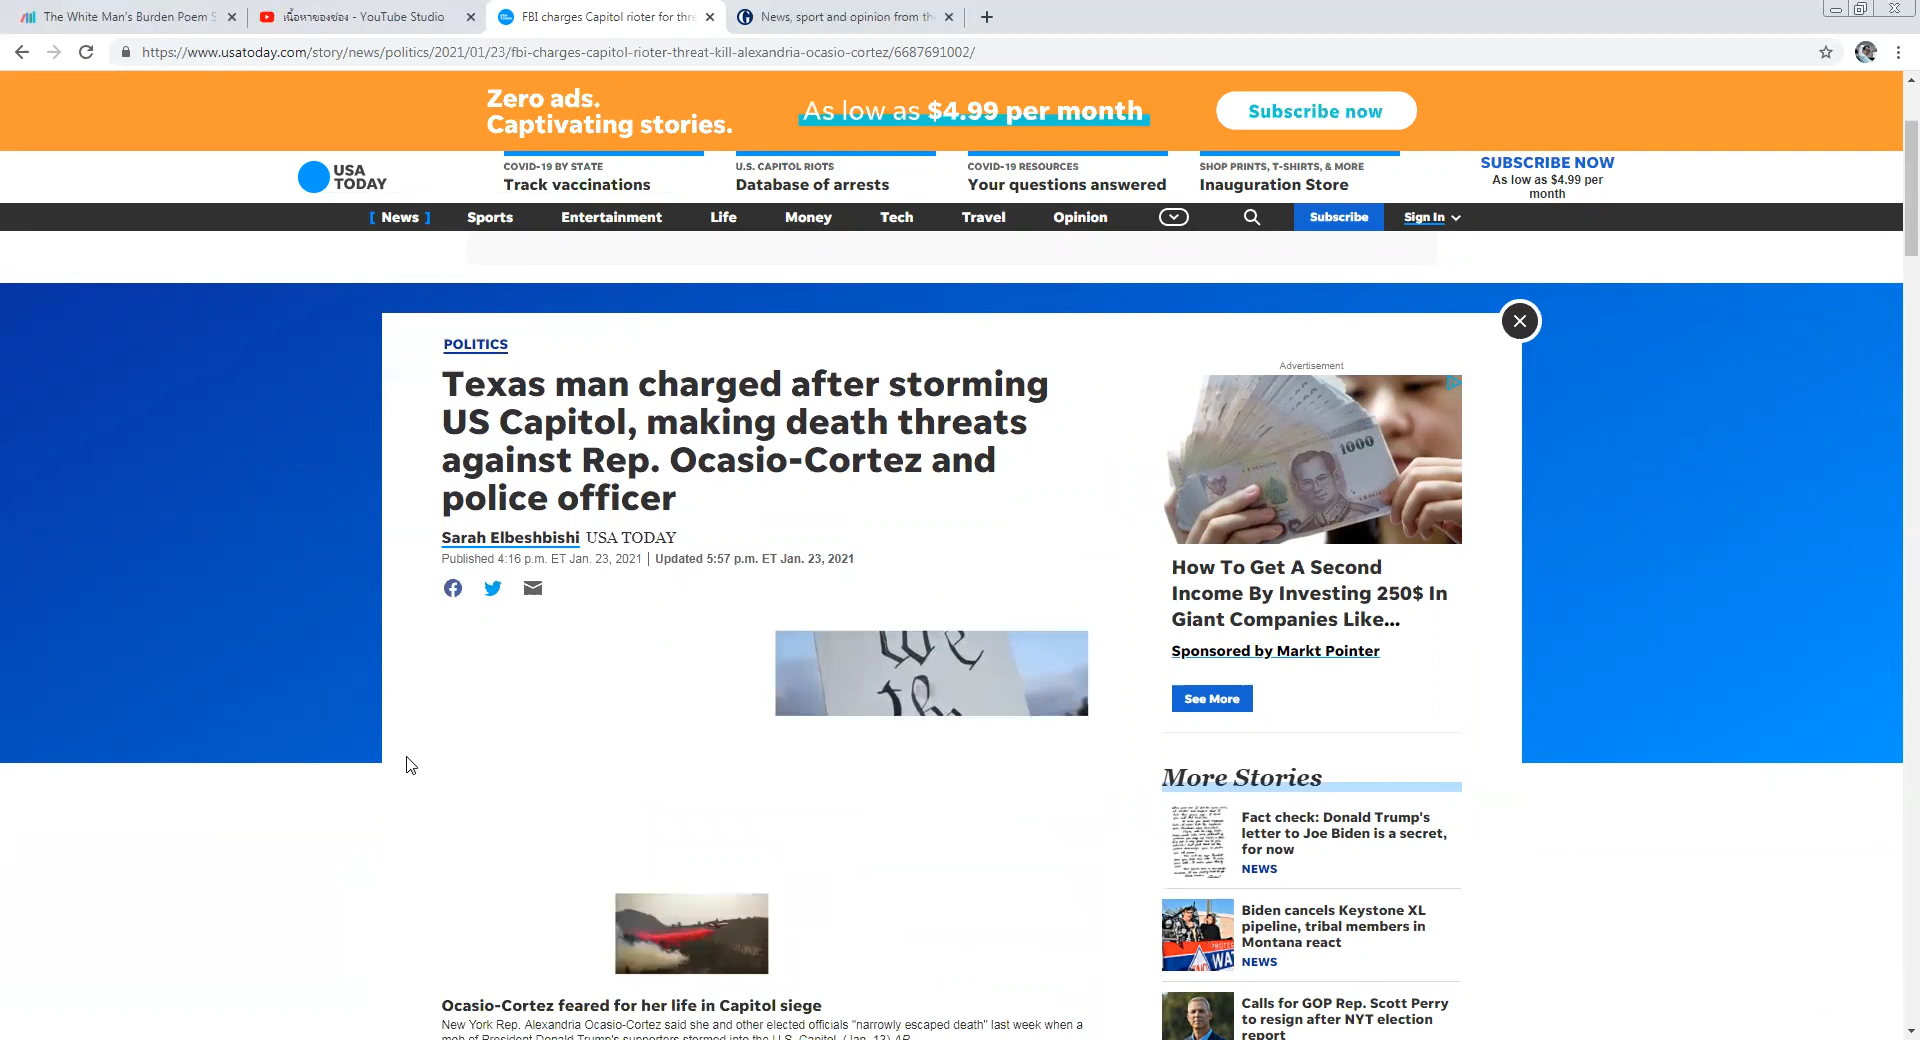 The White Man's Burden Poem S
เนื้อหาของช่อง - YouTube Studio
FBI charges Capitol rioter for thre
News, sport and opinion from th
https://www.usatoday.com/story/news/politics/2021/01/23/fbi-charges-capitol-rioter-threat-kill-alexandria-ocasio-cortez/6687691002/
Zero ads.
Captivating stories.
As low as $4.99 per month
Subscribe now
USA
TODAY
COVID-19 BY STATE
Track vaccinations
U.S. CAPITOL RIOTS
Database of arrests
COVID-19 RESOURCES
Your questions answered
SHOP PRINTS, T-SHIRTS, & MORE
Inauguration Store
SUBSCRIBE NOW
As low as $4.99 per
month
[ News ] Sports Entertainment Life Money Tech Travel Opinion Subscribe Sign In
POLITICS
Texas man charged after storming
US Capitol, making death threats
against Rep. Ocasio-Cortez and
police officer
Sarah Elbeshbishi USA TODAY
Published 4:16 p.m. ET Jan. 23, 2021 | Updated 5:57 p.m. ET Jan. 23, 2021
We
th
Ocasio-Cortez feared for her life in Capitol siege
New York Rep. Alexandria Ocasio-Cortez said she and other elected officials "narrowly escaped death" last week when a
mob of President Donald Trump's supporters stormed into the U.S. Capitol. (Jan. 13) AP
Advertisement
1000
How To Get A Second
Income By Investing 250$ In
Giant Companies Like...
Sponsored by Markt Pointer
See More
More Stories
Fact check: Donald Trump's
letter to Joe Biden is a secret,
for now
NEWS
Biden cancels Keystone XL
pipeline, tribal members in
Montana react
NEWS
WA
Calls for GOP Rep. Scott Perry
to resign after NYT election
report